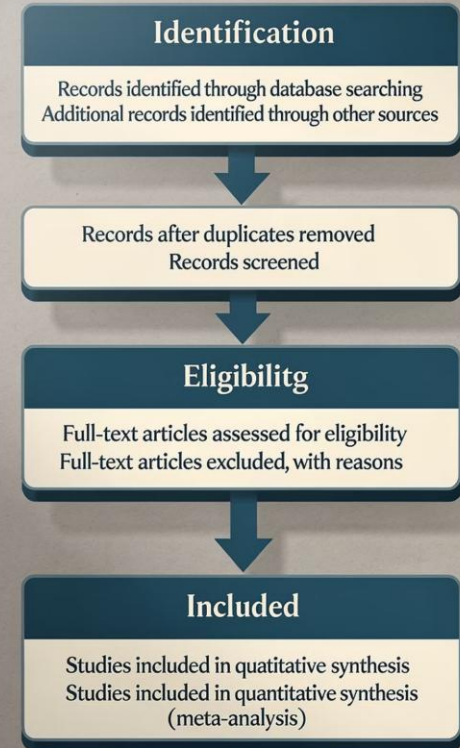 Identification
Records identified through database searching
Additional records identified through other sources
Records after duplicates removed
Records screened
Eligibilitg
Full-text articles assessed for eligibility
Full-text articles excluded, with reasons
Included
Studies included in quatitative synthesis
Studies included in quantitative synthesis
(meta-analysis)